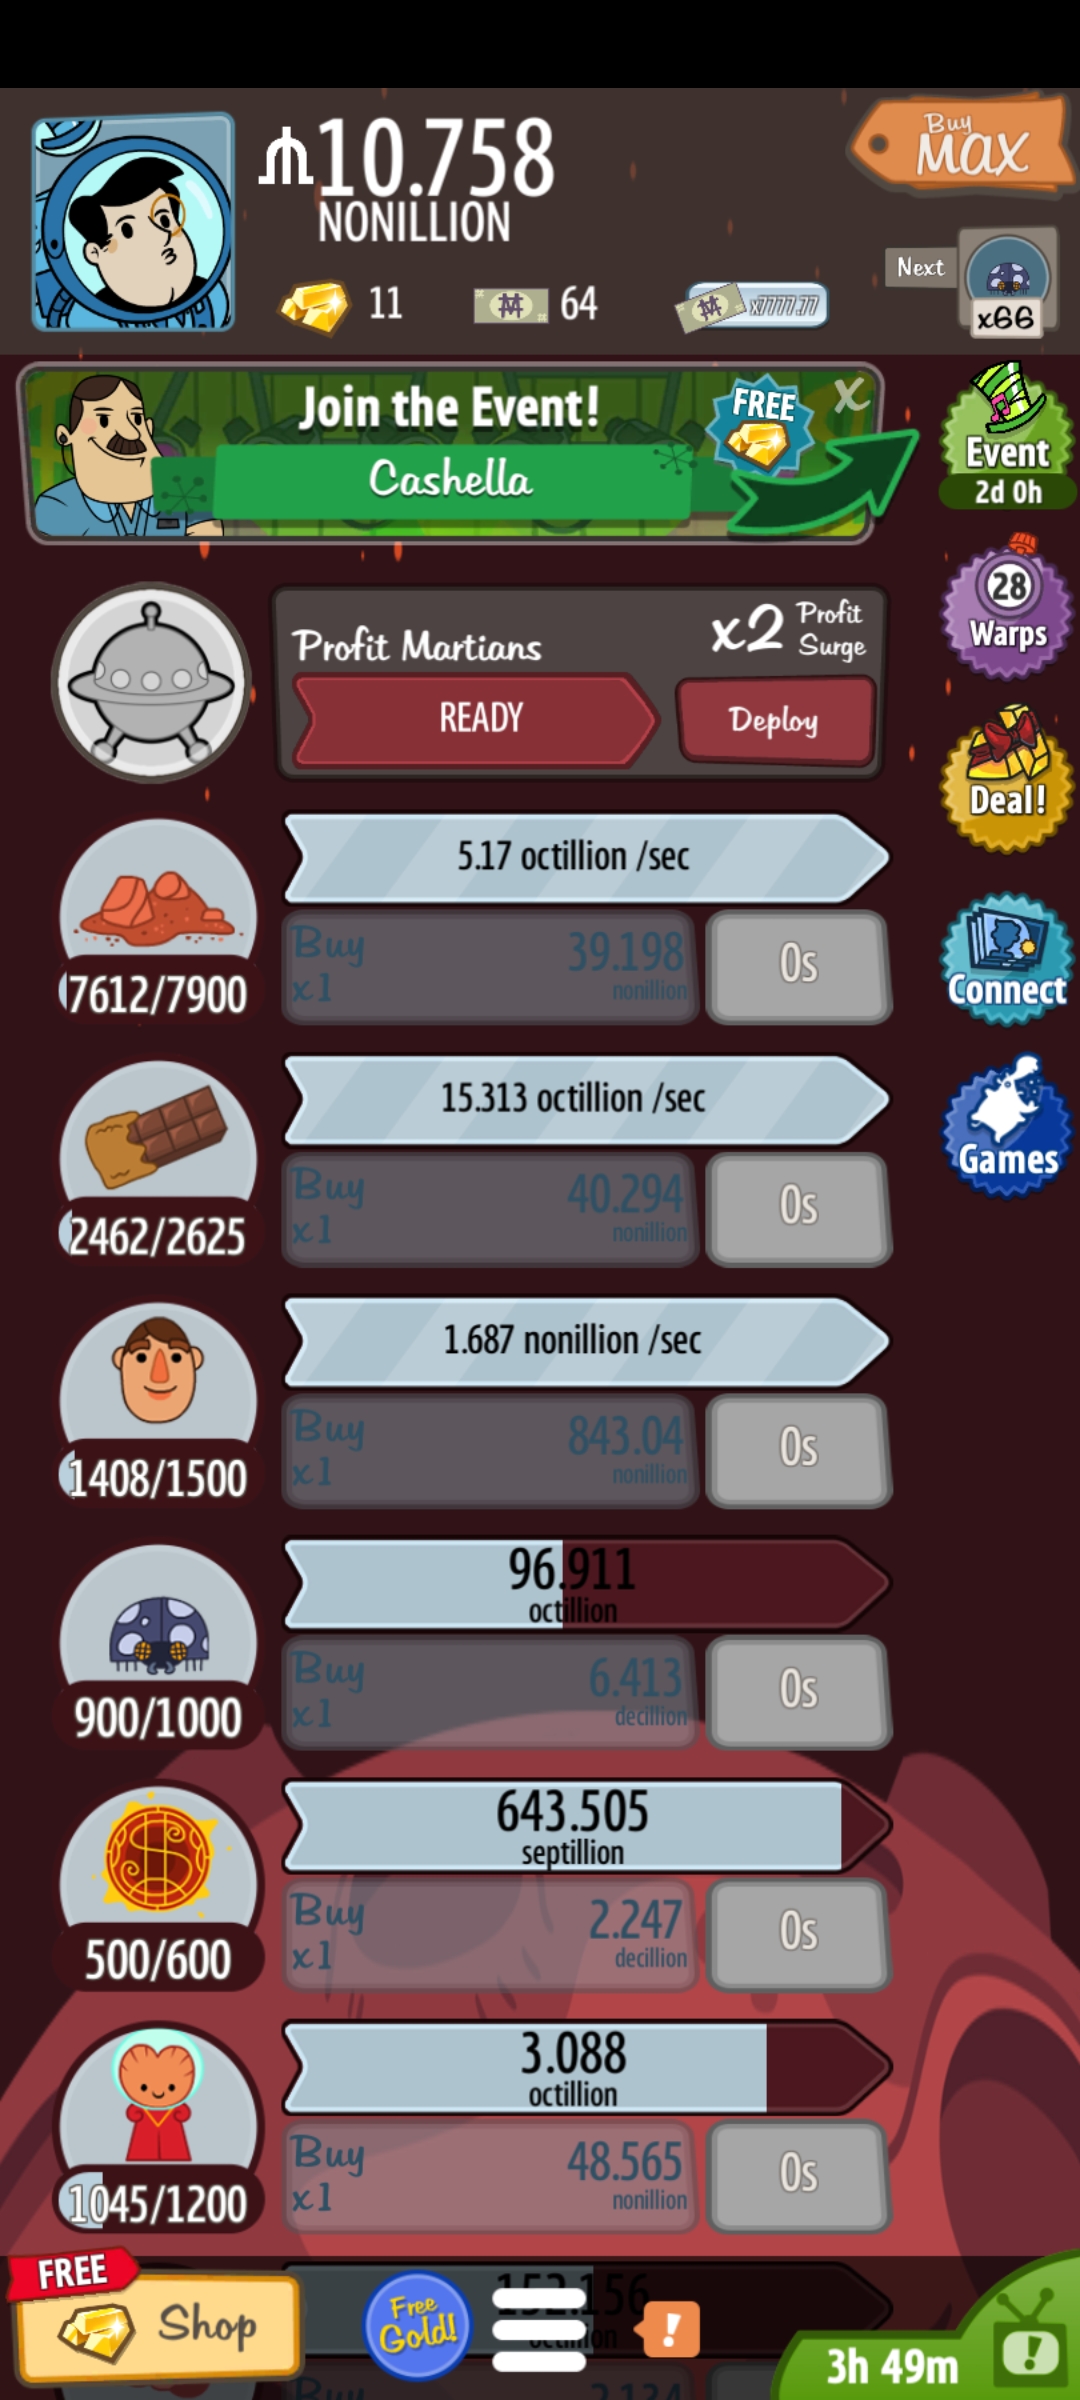 10.758
NONILLION
Buy
MAX
11
64
x7777.77
Next
x66
Join the Event!
Cashella
FREE
X
Event
2d 0h
Profit Martians
x2 Profit Surge
READY
Deploy
28
Warps
Deal!
5.17 octillion /sec
7612/7900
Buy
x1
39.198
nonillion
0s
Connect
15.313 octillion /sec
2462/2625
Buy
x1
40.294
nonillion
0s
Games
1.687 nonillion /sec
1408/1500
Buy
x1
843.04
nonillion
0s
96.911
octillion
900/1000
Buy
x1
6.413
decillion
0s
643.505
septillion
500/600
Buy
x1
2.247
decillion
0s
3.088
octillion
1045/1200
Buy
x1
48.565
nonillion
0s
FREE
Shop
Free
Gold!
!
3h 49m
!
Buy
2.134